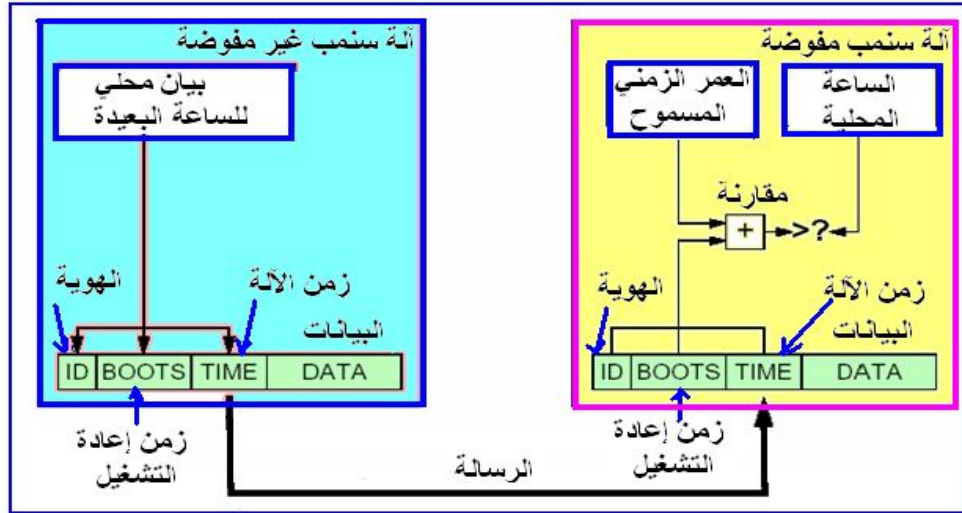 آلة سنمب غير مفوضة
بيان محلي
للساعة البعيدة
الهوية
زمن الآلة
البيانات
ID BOOTS TIME DATA
زمن إعادة
التشغيل
الرسالة
آلة سنمب مفوضة
العمر الزمني
المسموح
الساعة
المحلية
مقارنة
+ >?
الهوية
زمن الآلة
البيانات
ID BOOTS TIME DATA
زمن إعادة
التشغيل